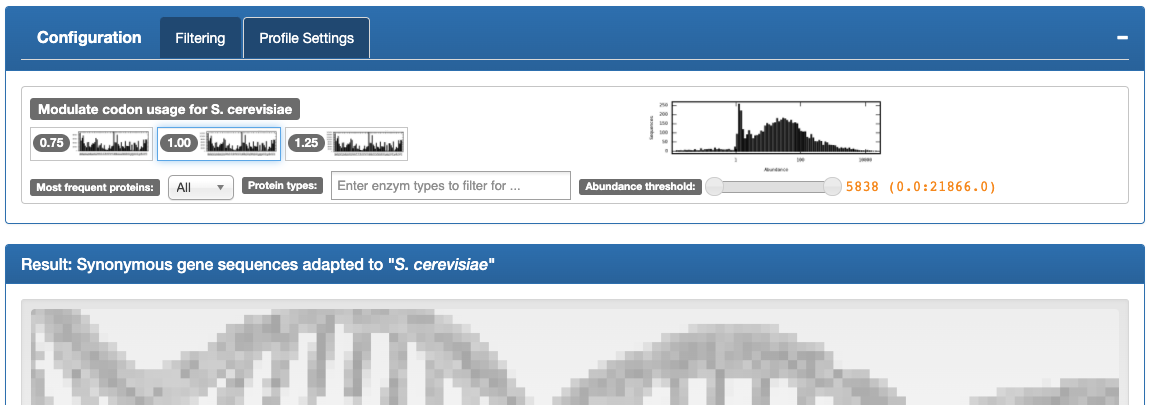 Configuration Filtering Profile Settings
Modulate codon usage for S. cerevisiae
0.75 1.00 1.25
250
200
150
100
50
0
Sequences
1 100 10000
Abundance
Most frequent proteins: All Protein types: Enter enzym types to filter for ... Abundance threshold: 5838 (0.0:21866.0)
Result: Synonymous gene sequences adapted to "S. cerevisiae"